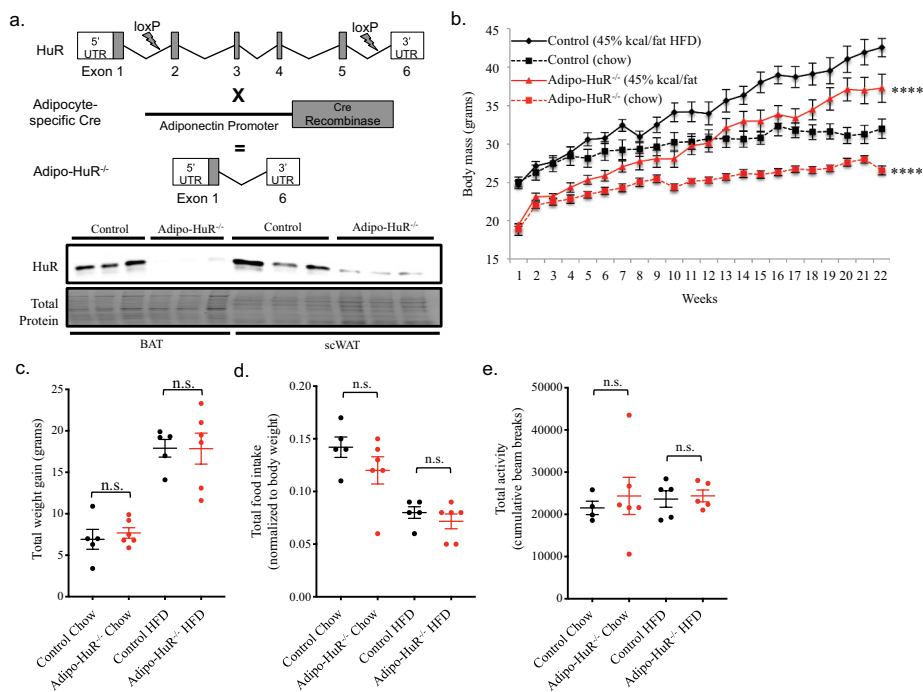 a.
loxP
loxP
HuR
5'
UTR
3'
UTR
Exon 1
2
3
4
5
6
X
Adipocyte-
specific Cre
Cre
Recombinase
Adiponectin Promoter
=
Adipo-HuR-/-
5'
UTR
3'
UTR
Exon 1
6
Control
Adipo-HuR-/-
Control
Adipo-HuR-/-
HuR
Total
Protein
BAT
scWAT
b.
Body mass (grams)
45
40
35
30
25
20
15
Control (45% kcal/fat HFD)
Control (chow)
Adipo-HuR-/- (45% kcal/fat
Adipo-HuR-/- (chow)
****
****
1 2 3 4 5 6 7 8 9 10 11 12 13 14 15 16 17 18 19 20 21 22
Weeks
c.
Total weight gain (grams)
25
20
15
10
5
0
n.s.
n.s.
Control Chow
Adipo-HuR-/- Chow
Control HFD
Adipo-HuR-/- HFD
d.
Total food intake
(normalized to body weight)
0.20
0.15
0.10
0.05
0.00
n.s.
n.s.
Control Chow
Adipo-HuR-/- Chow
Control HFD
Adipo-HuR-/- HFD
e.
Total activity
(cumulative beam breaks)
50000
40000
30000
20000
10000
0
n.s.
n.s.
Control Chow
Adipo-HuR-/- Chow
Control HFD
Adipo-HuR-/- HFD